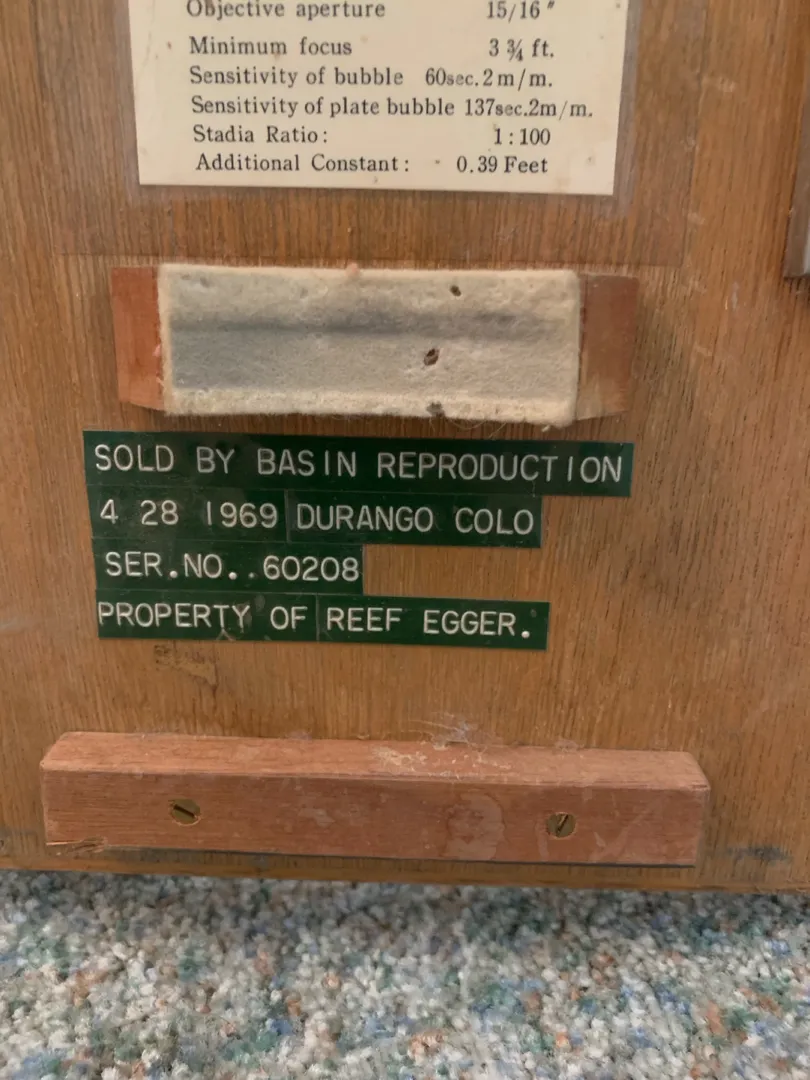 Objective aperture 15/16 "
Minimum focus 3 ¾ ft.
Sensitivity of bubble 60sec.2m/m.
Sensitivity of plate bubble 137sec.2m/m.
Stadia Ratio: 1:100
Additional Constant: 0.39 Feet
SOLD BY BASIN REPRODUCTION
4 28 1969 DURANGO COLO
SER.NO..60208
PROPERTY OF REEF EGGER.